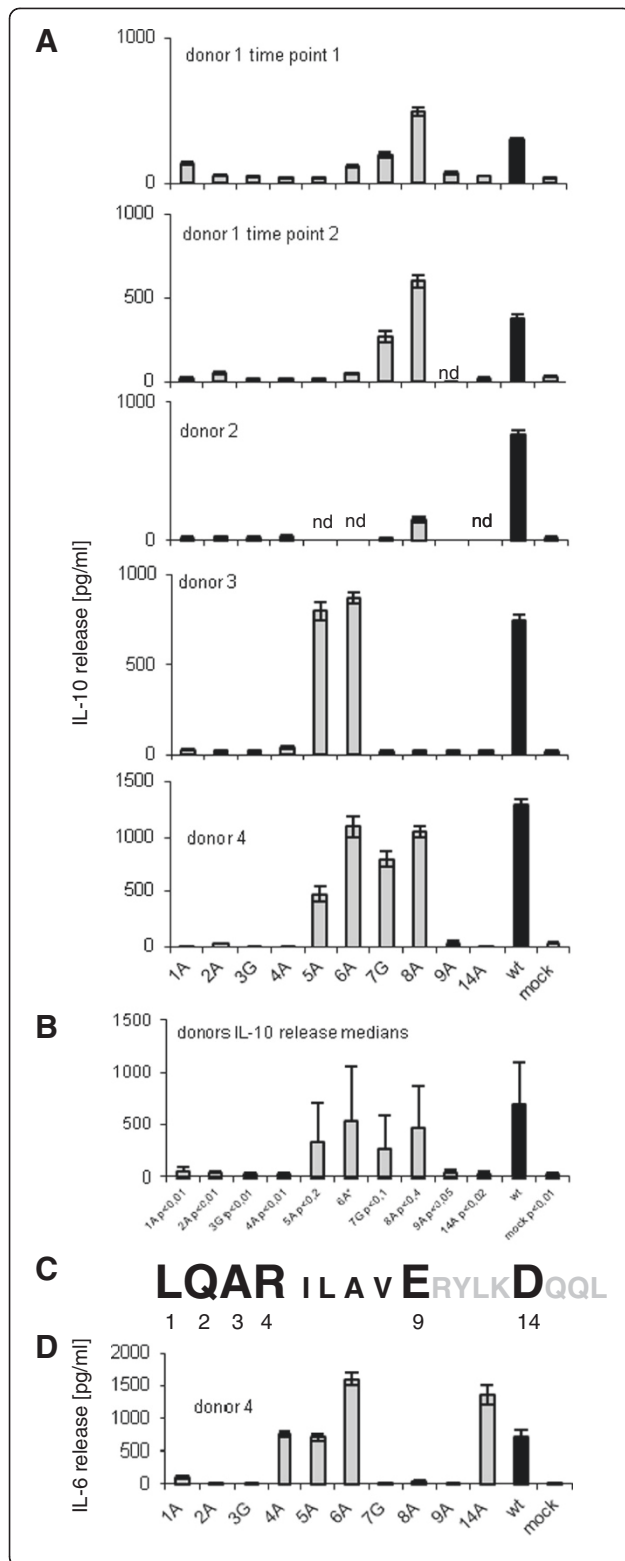 A
1000
donor 1 time point 1
0
1000
donor 1 time point 2
500
nd
0
1000
donor 2
nd nd nd
0
IL-10 release [pg/ml]
1000
donor 3
500
0
1500
1000
donor 4
500
0
1A 2A 3G 4A 5A 6A 7G 8A 9A 14A wt mock
B
1500
donors IL-10 release medians
1000
500
0
1A p<0,01 2A p<0,01 3G p<0,01 4A p<0,01 5A p<0,2 6A* 7G p<0,1 8A p<0,4 9A p<0,05 14A p<0,02 wt mock p<0,01
C
LQAR ILAV ERYLKDQQL
1 2 3 4 9 14
D
IL-6 release [pg/ml]
2000
1500
1000
donor 4
500
0
1A 2A 3G 4A 5A 6A 7G 8A 9A 14A wt mock